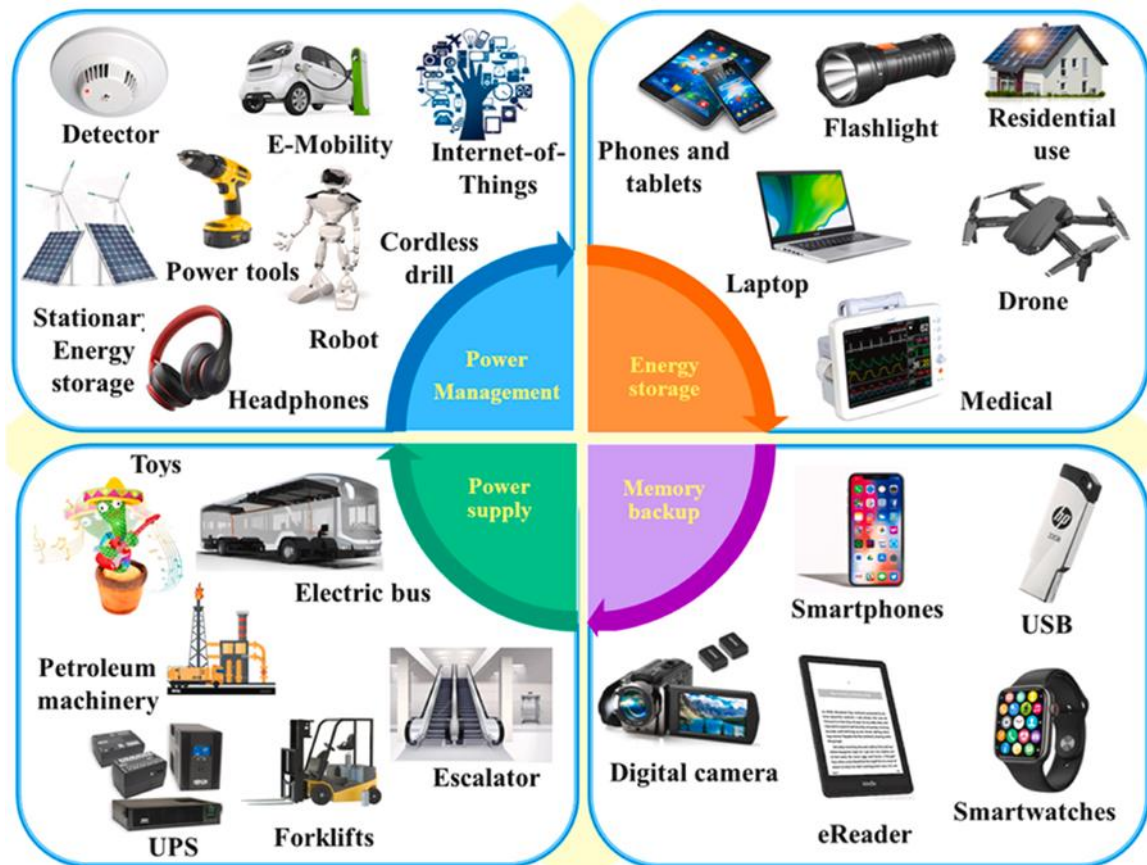 Detector
E-Mobility
Internet-of-
Things
Power tools
Cordless
drill
Stationar
Energy
storage
Robot
Headphones
Power
Management
Phones and
tablets
Flashlight
Residential
use
Laptop
Drone
Medical
Energy
storage
Toys
Electric bus
Power
supply
Petroleum
machinery
Escalator
UPS
Forklifts
Memory
backup
Smartphones
hp
USB
Digital camera
eReader
Smartwatches